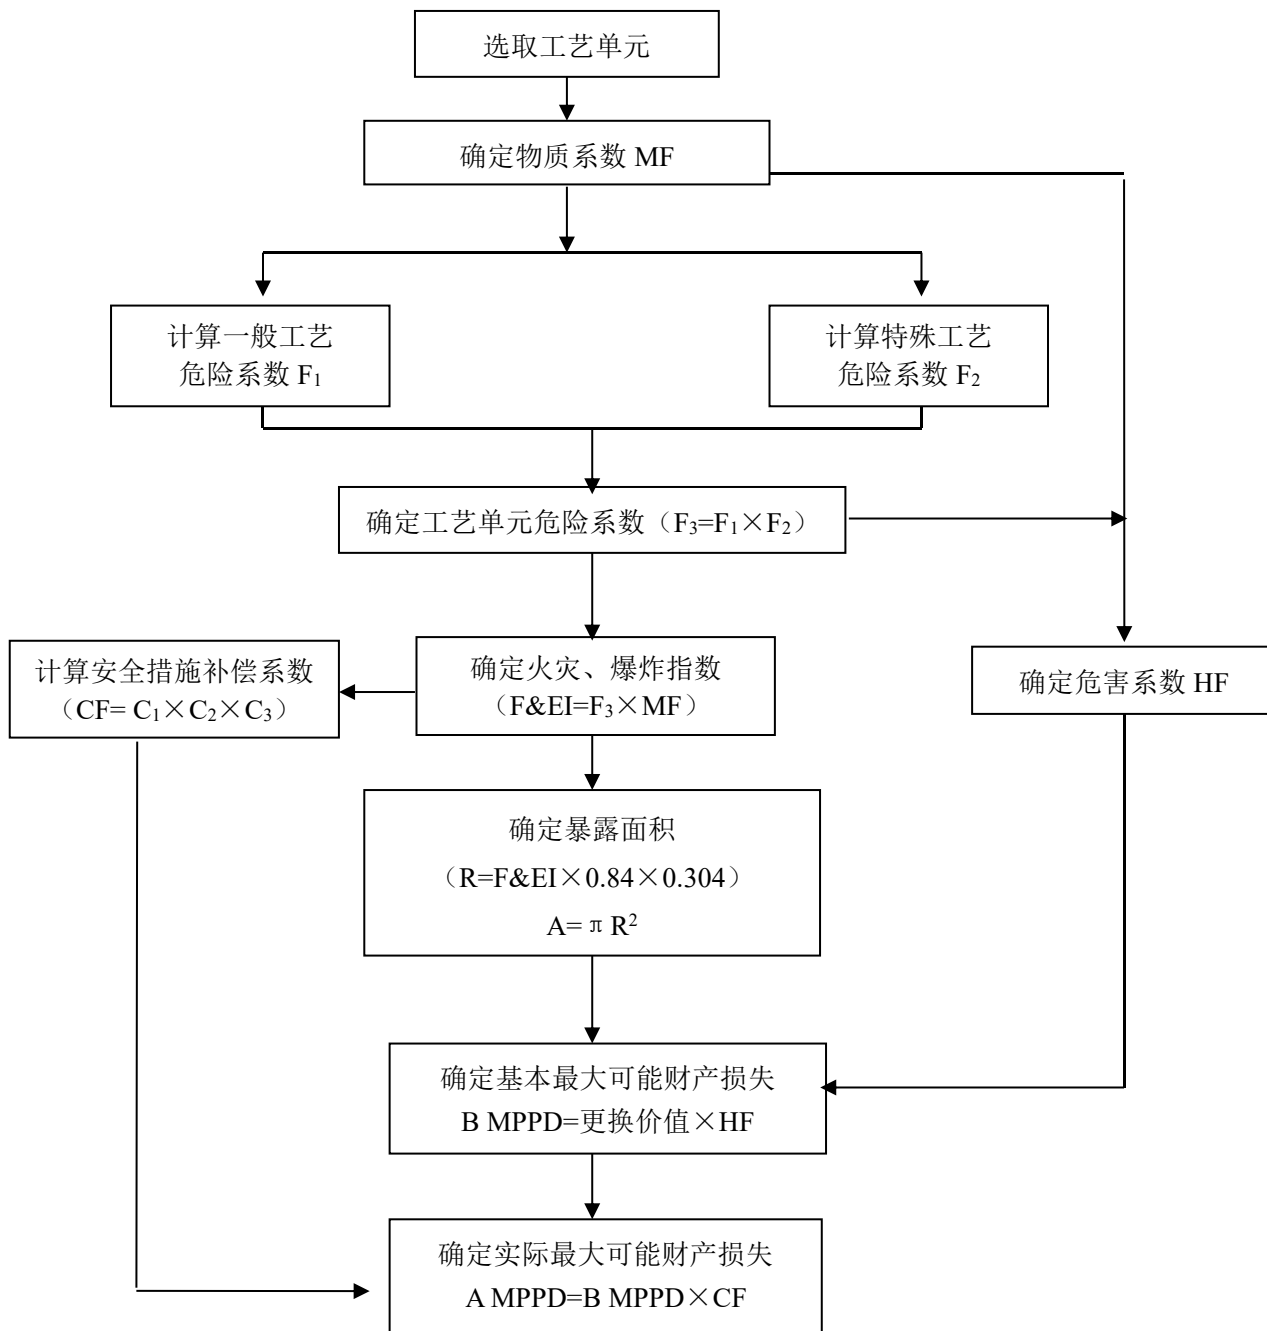 选取工艺单元
确定物质系数 MF
计算一般工艺
危险系数 F₁
计算特殊工艺
危险系数 F₂
确定工艺单元危险系数（F₃=F₁×F₂）
计算安全措施补偿系数
（CF= C₁×C₂×C₃）
确定火灾、爆炸指数
（F&EI=F₃×MF）
确定危害系数 HF
确定暴露面积
（R=F&EI×0.84×0.304）
A=πR²
确定基本最大可能财产损失
B MPPD=更换价值×HF
确定实际最大可能财产损失
A MPPD=B MPPD×CF